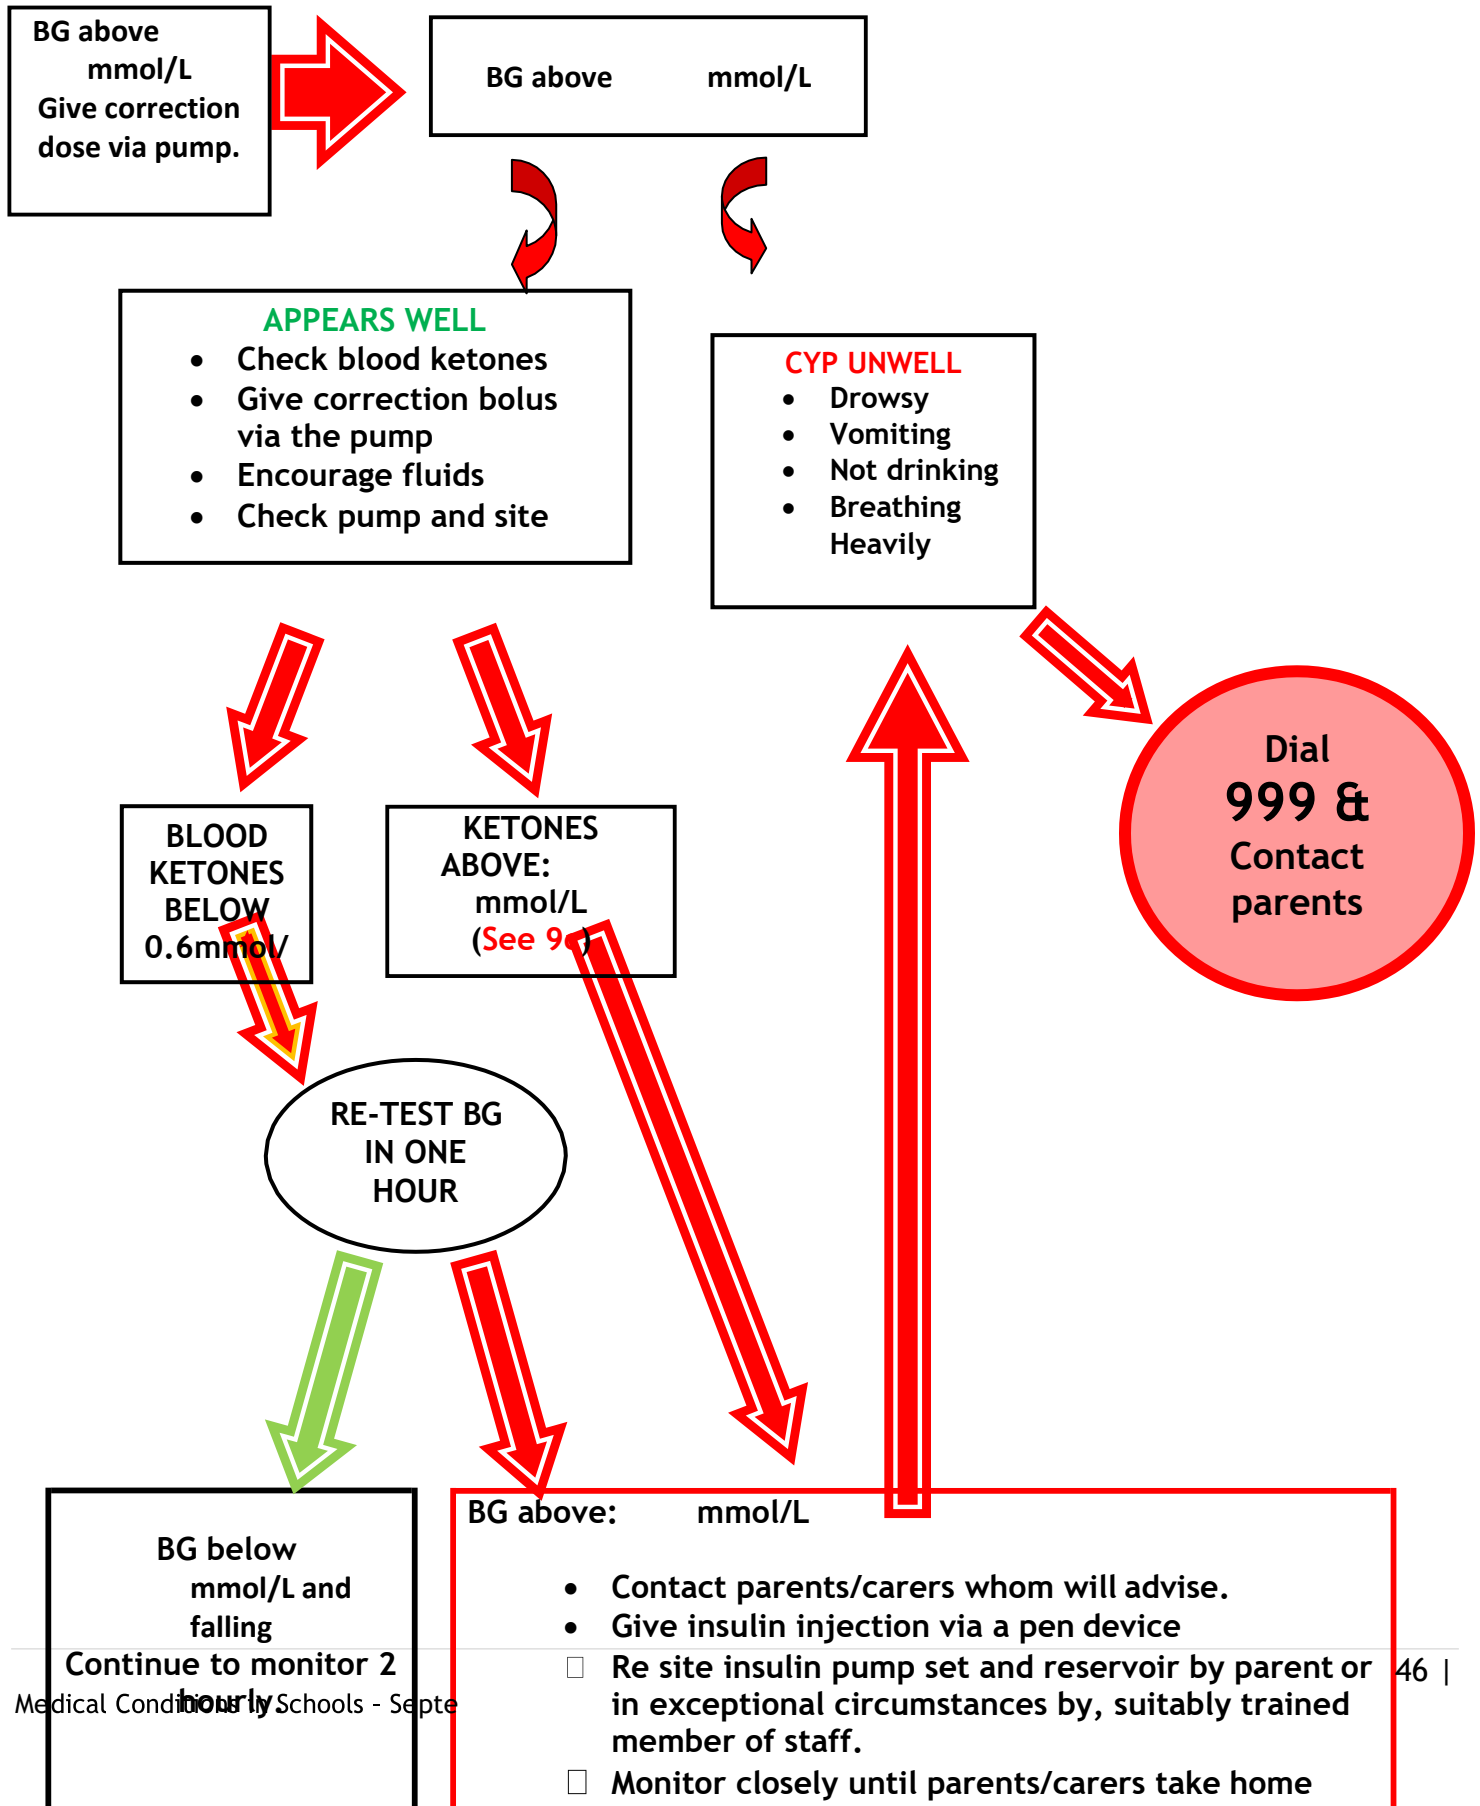 BG above
mmol/L
Give correction
dose via pump.
BG above mmol/L
APPEARS WELL
• Check blood ketones
• Give correction bolus
via the pump
• Encourage fluids
• Check pump and site
CYP UNWELL
• Drowsy
• Vomiting
• Not drinking
• Breathing
Heavily
Dial
999 &
Contact
parents
BLOOD
KETONES
BELOW
0.6mmol/
KETONES
ABOVE:
mmol/L
(See 9c)
RE-TEST BG
IN ONE
HOUR
BG below
mmol/L and
falling
Continue to monitor 2
hourly.
BG above: mmol/L
• Contact parents/carers whom will advise.
• Give insulin injection via a pen device
□ Re site insulin pump set and reservoir by parent or
in exceptional circumstances by, suitably trained
member of staff.
□ Monitor closely until parents/carers take home
46 |
Medical Conditions in Schools - Septe